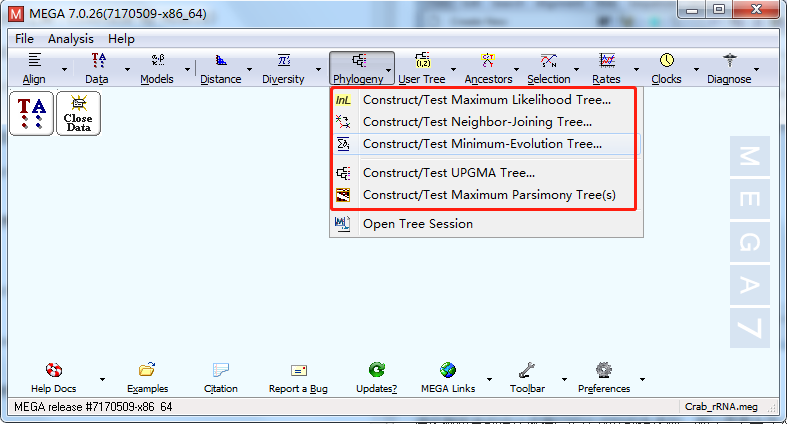 MEGA 7.0.26(7170509-x86_64)
File Analysis Help
Align Data Models Distance Diversity Phylogeny User Tree Ancestors Selection Rates Clocks Diagnose
TA
Close
Data
InL Construct/Test Maximum Likelihood Tree...
Construct/Test Neighbor-Joining Tree...
Construct/Test Minimum-Evolution Tree...
Construct/Test UPGMA Tree...
Construct/Test Maximum Parsimony Tree(s)
Open Tree Session
MEGA7
Help Docs Examples Citation Report a Bug Updates? MEGA Links Toolbar Preferences
MEGA release #7170509-x86 64
Crab_rRNA.meg